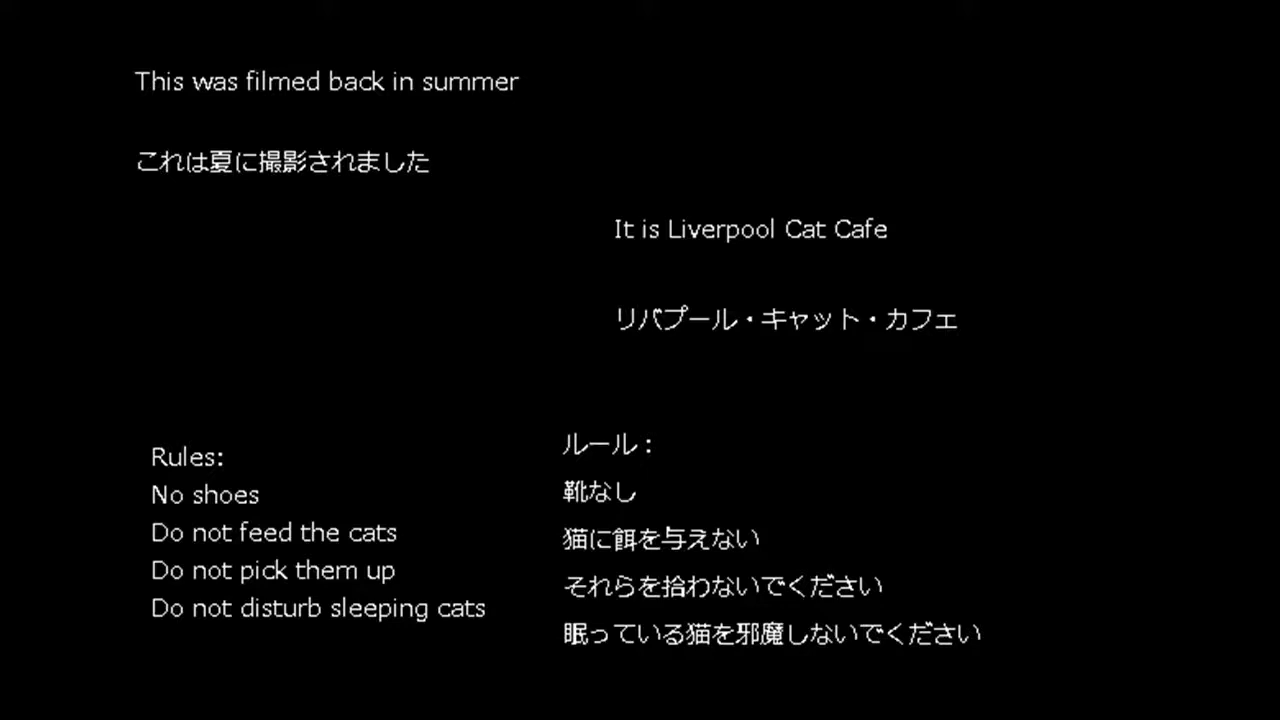 This was filmed back in summer
これは夏に撮影されました
It is Liverpool Cat Cafe
リバプール・キャット・カフェ
Rules:
No shoes
Do not feed the cats
Do not pick them up
Do not disturb sleeping cats
ルール：
靴なし
猫に餌を与えない
それらを拾わないでください
眠っている猫を邪魔しないでください